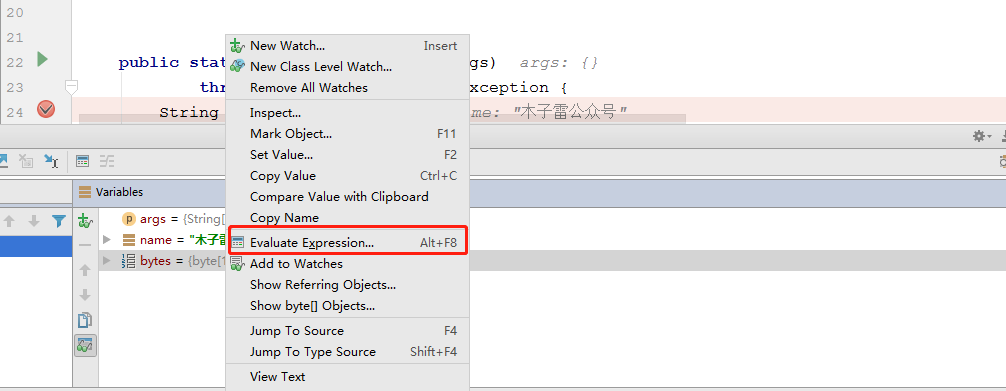 20
21
22 public stat gs) args: {}
23 thr xception {
24 String me: "木子雷公众号"
New Watch... Insert
New Class Level Watch...
Remove All Watches
Inspect...
Mark Object... F11
Set Value... F2
Copy Value Ctrl+C
Compare Value with Clipboard
Copy Name
Evaluate Expression... Alt+F8
Add to Watches
Show Referring Objects...
Show byte[] Objects...
Jump To Source F4
Jump To Type Source Shift+F4
View Text
Variables
p args = {String[
name = "木子雷
bytes = {byte[1